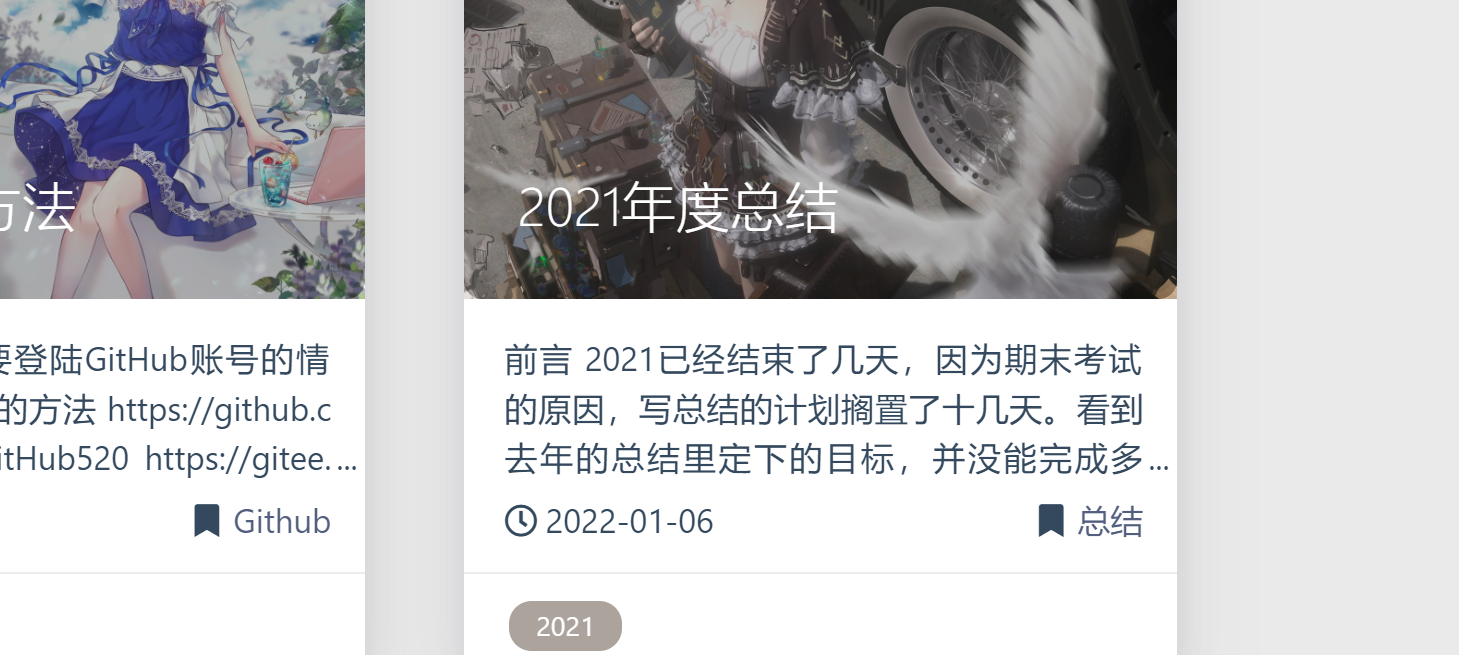 方法
要登陆GitHub账号的情
的方法 https://github.c
itHub520 https://gitee....
Github
2021年度总结
前言 2021已经结束了几天，因为期末考试
的原因，写总结的计划搁置了十几天。看到
去年的总结里定下的目标，并没能完成多...
2022-01-06
总结
2021